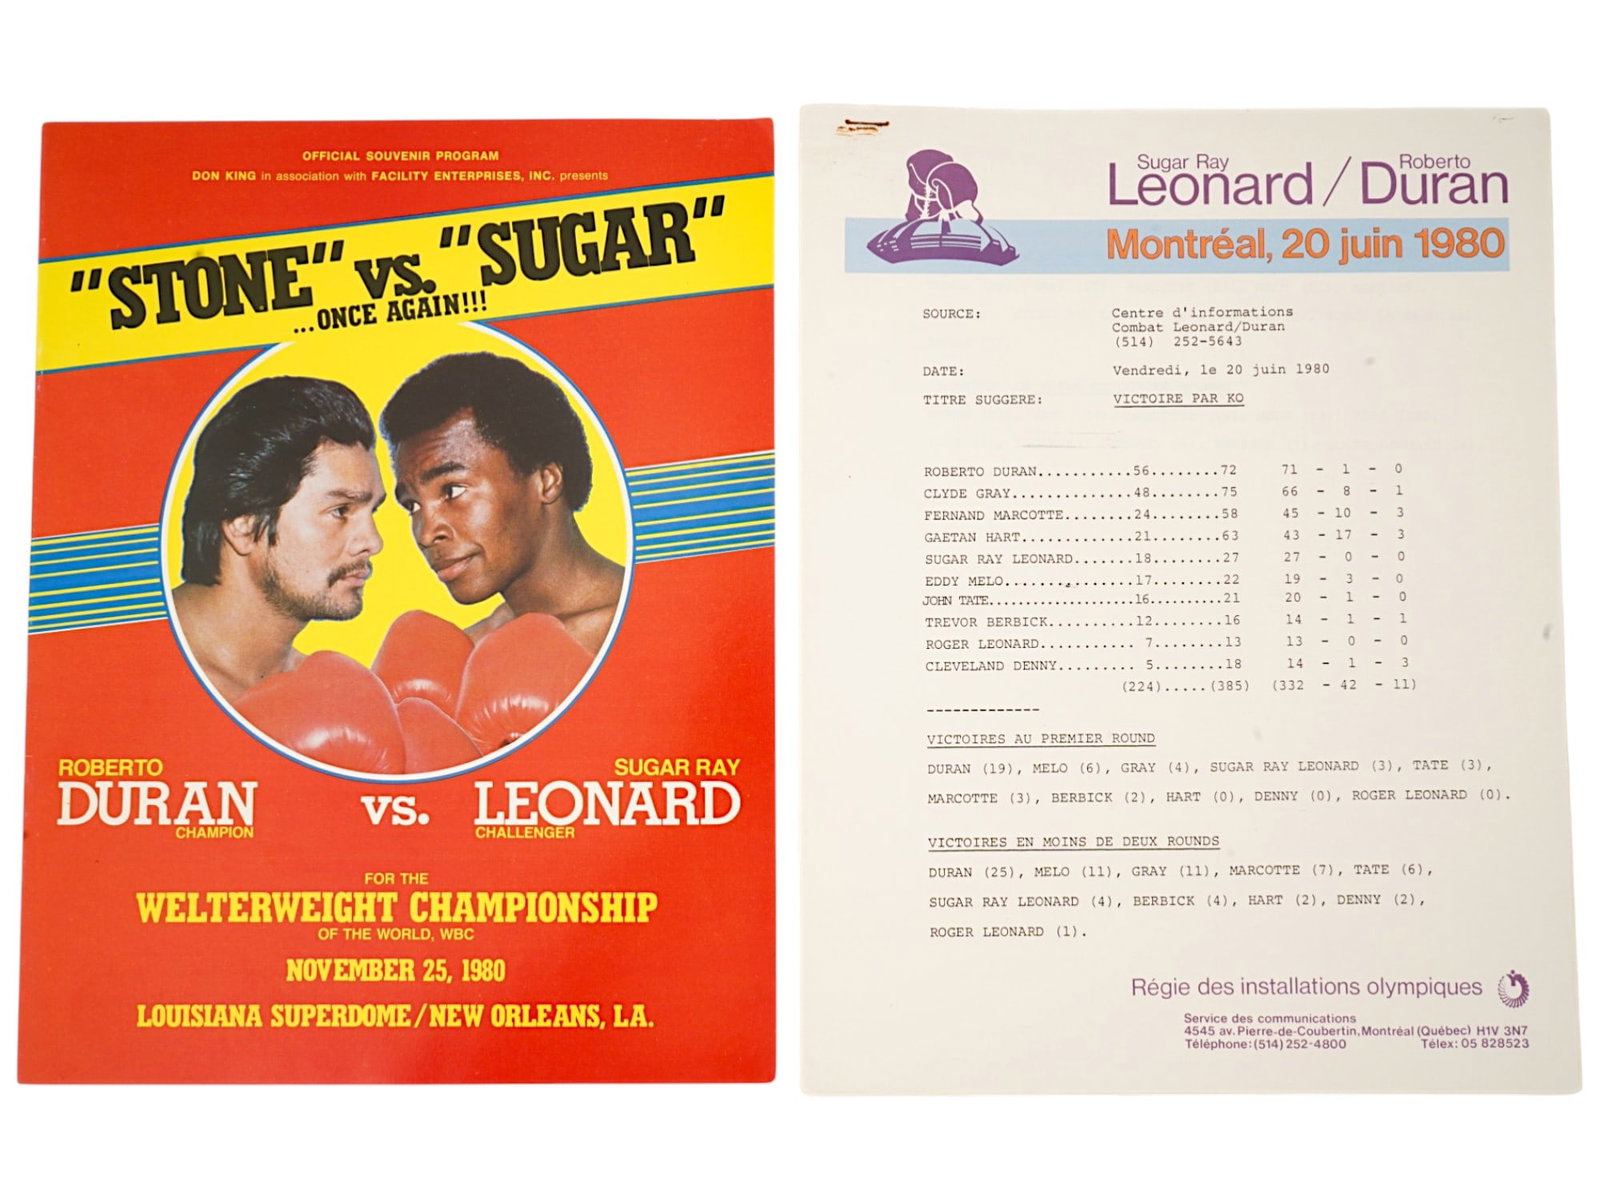 OFFICIAL SOUVENIR PROGRAM
DON KING in association with FACILITY ENTERPRISES, INC. presents
"STONE" vs. "SUGAR"
...ONCE AGAIN!!!
ROBERTO
DURAN
CHAMPION
vs.
SUGAR RAY
LEONARD
CHALLENGER
FOR THE
WELTERWEIGHT CHAMPIONSHIP
OF THE WORLD, WBC
NOVEMBER 25, 1980
LOUISIANA SUPERDOME/NEW ORLEANS, LA.
Sugar Ray Roberto
Leonard / Duran
Montréal, 20 juin 1980
SOURCE: Centre d'informations
Combat Leonard/Duran
(514) 252-5643
DATE: Vendredi, le 20 juin 1980
TITRE SUGGERE: VICTOIRE PAR KO
ROBERTO DURAN...........56........72 71 - 1 - 0
CLYDE GRAY..............48........75 66 - 8 - 1
FERNAND MARCOTTE........24........58 45 - 10 - 3
GAETAN HART.............21........63 43 - 17 - 3
SUGAR RAY LEONARD.......18........27 27 - 0 - 0
EDDY MELO...............17........22 19 - 3 - 0
JOHN TATE.....................16..........21 20 - 1 - 0
TREVOR BERBICK..........12........16 14 - 1 - 1
ROGER LEONARD........... 7........13 13 - 0 - 0
CLEVELAND DENNY......... 5........18 14 - 1 - 3
(224).....(385) (332 - 42 - 11)
-------------
VICTOIRES AU PREMIER ROUND
DURAN (19), MELO (6), GRAY (4), SUGAR RAY LEONARD (3), TATE (3),
MARCOTTE (3), BERBICK (2), HART (0), DENNY (0), ROGER LEONARD (0).
VICTOIRES EN MOINS DE DEUX ROUNDS
DURAN (25), MELO (11), GRAY (11), MARCOTTE (7), TATE (6),
SUGAR RAY LEONARD (4), BERBICK (4), HART (2), DENNY (2),
ROGER LEONARD (1).
Régie des installations olympiques
Service des communications
4545 av. Pierre-de-Coubertin, Montréal (Québec) H1V 3N7
Téléphone: (514) 252-4800 Télex: 05 828523